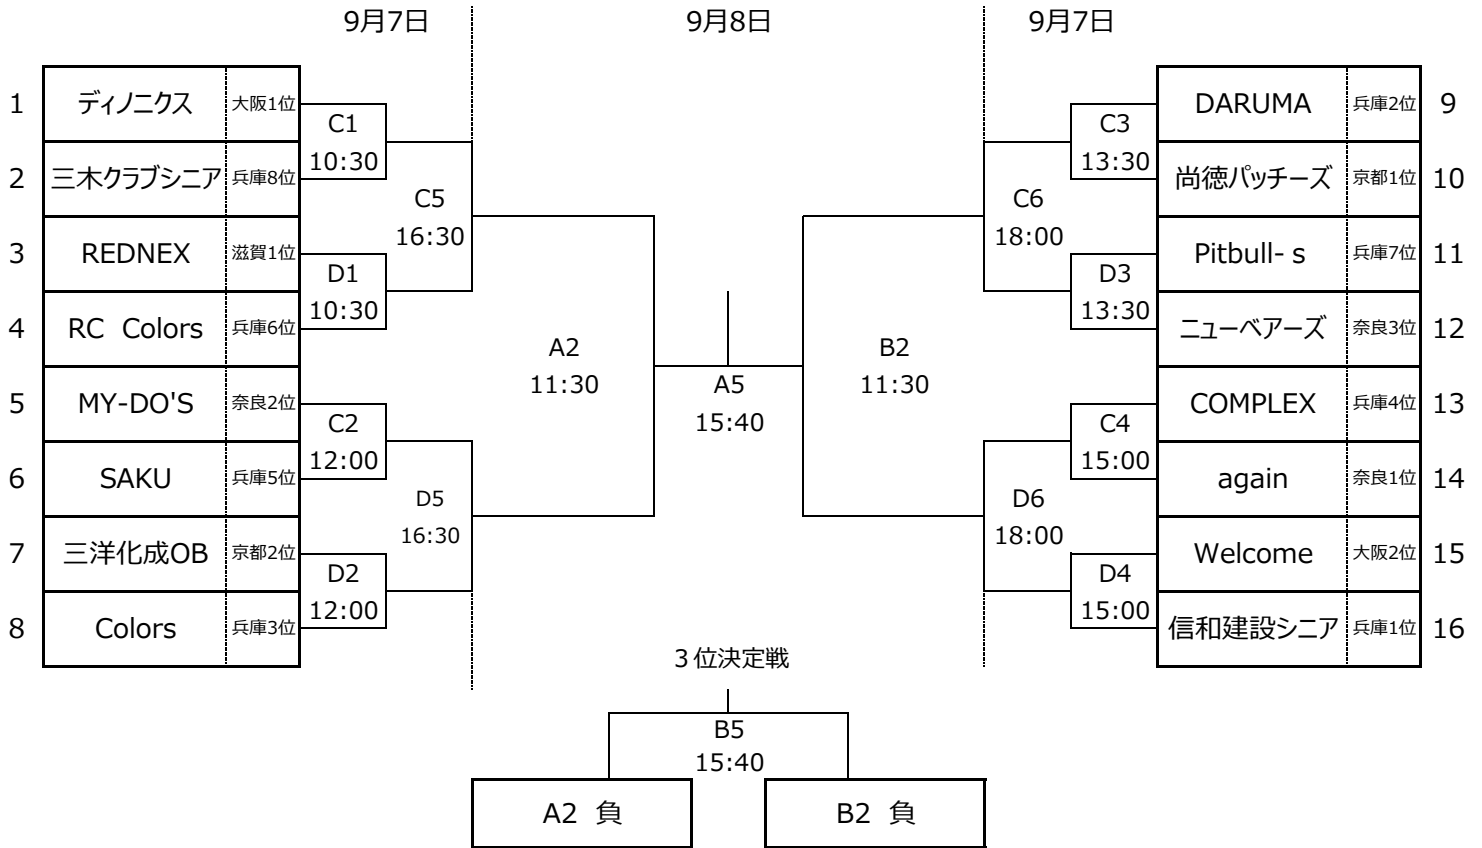 9月7日 9月8日 9月7日
1 ディノニクス 大阪1位
C1
10:30
2 三木クラブシニア 兵庫8位
C5
16:30
3 REDNEX 滋賀1位
D1
10:30
4 RC Colors 兵庫6位
5 MY-DO'S 奈良2位
C2
12:00
6 SAKU 兵庫5位
D5
16:30
7 三洋化成OB 京都2位
D2
12:00
8 Colors 兵庫3位
A2
11:30
A5
15:40
B2
11:30
DARUMA 兵庫2位 9
C3
13:30
尚徳パッチーズ 京都1位 10
C6
18:00
Pitbull- s 兵庫7位 11
D3
13:30
ニューベアーズ 奈良3位 12
COMPLEX 兵庫4位 13
C4
15:00
again 奈良1位 14
D6
18:00
Welcome 大阪2位 15
D4
15:00
信和建設シニア 兵庫1位 16
３位決定戦
B5
15:40
A2 負 B2 負